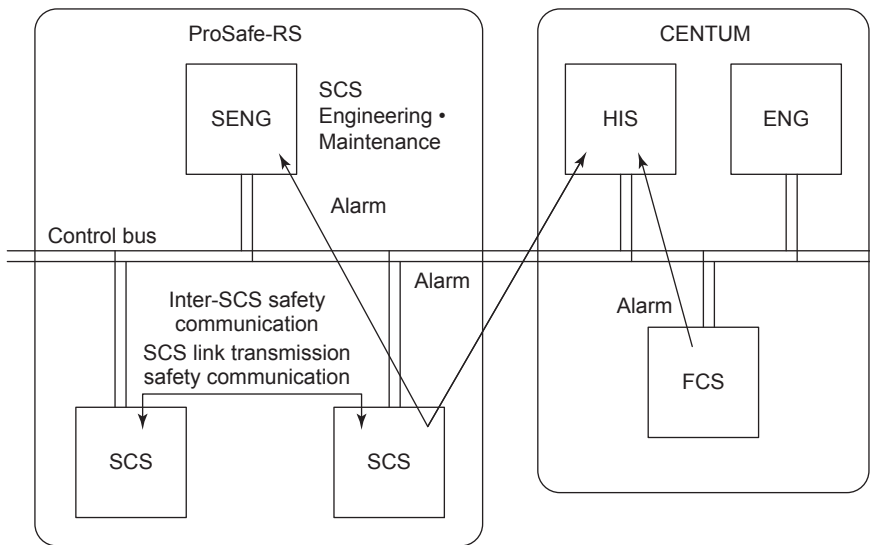 ProSafe-RS
CENTUM
SENG
SCS
Engineering •
Maintenance
HIS
ENG
Alarm
Control bus
Alarm
Inter-SCS safety
communication
SCS link transmission
safety communication
Alarm
FCS
SCS
SCS